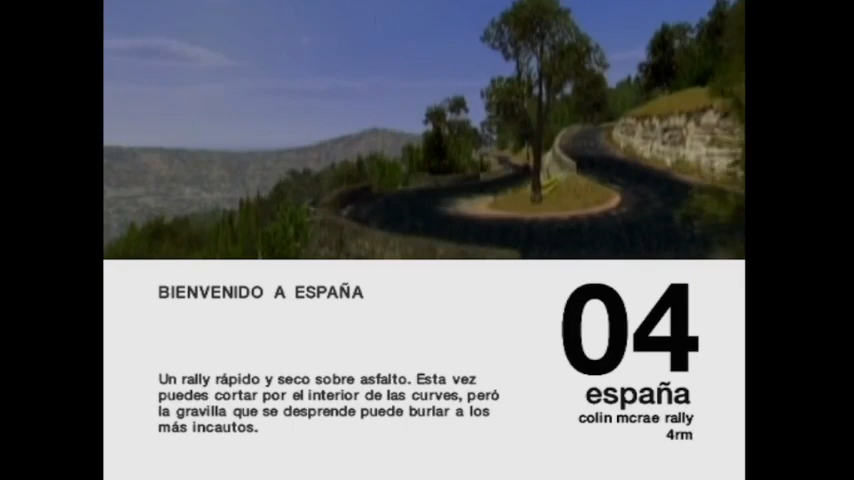 BIENVENIDO A ESPAÑA
Un rally rápido y seco sobre asfalto. Esta vez
puedes cortar por el interior de las curves, peró
la gravilla que se desprende puede burlar a los
más incautos.
04
españa
colin mcrae rally
4rm